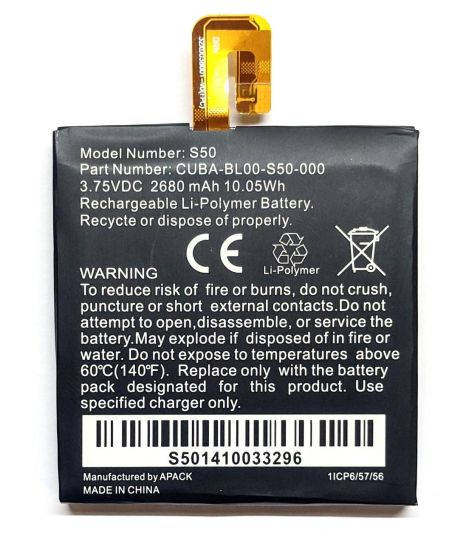 Model Number: S50
Part Number: CUBA-BL00-S50-000
3.75VDC 2680 mAh 10.05Wh
Rechargeable Li-Polymer Battery.
Recycte or dispose of properly.
CE
Li-Polymer
WARNING
To reduce risk of fire or burns, do not crush,
puncture or short external contacts.Do not
attempt to open,disassemble, or service the
battery.May explode if disposed of in fire or
water. Do not expose to temperatures above
60℃(140℉). Replace only with the battery
pack designated for this product. Use
specified charger only.
S501410033296
Manufactured by APACK
1ICP6/57/56
MADE IN CHINA